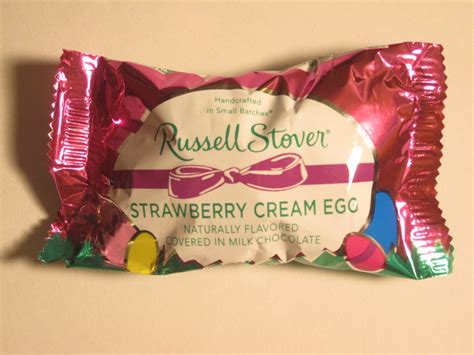 Handcrafted
in Small Batches®
Russell Stover®
STRAWBERRY CREAM EGG
NATURALLY FLAVORED
COVERED IN MILK CHOCOLATE